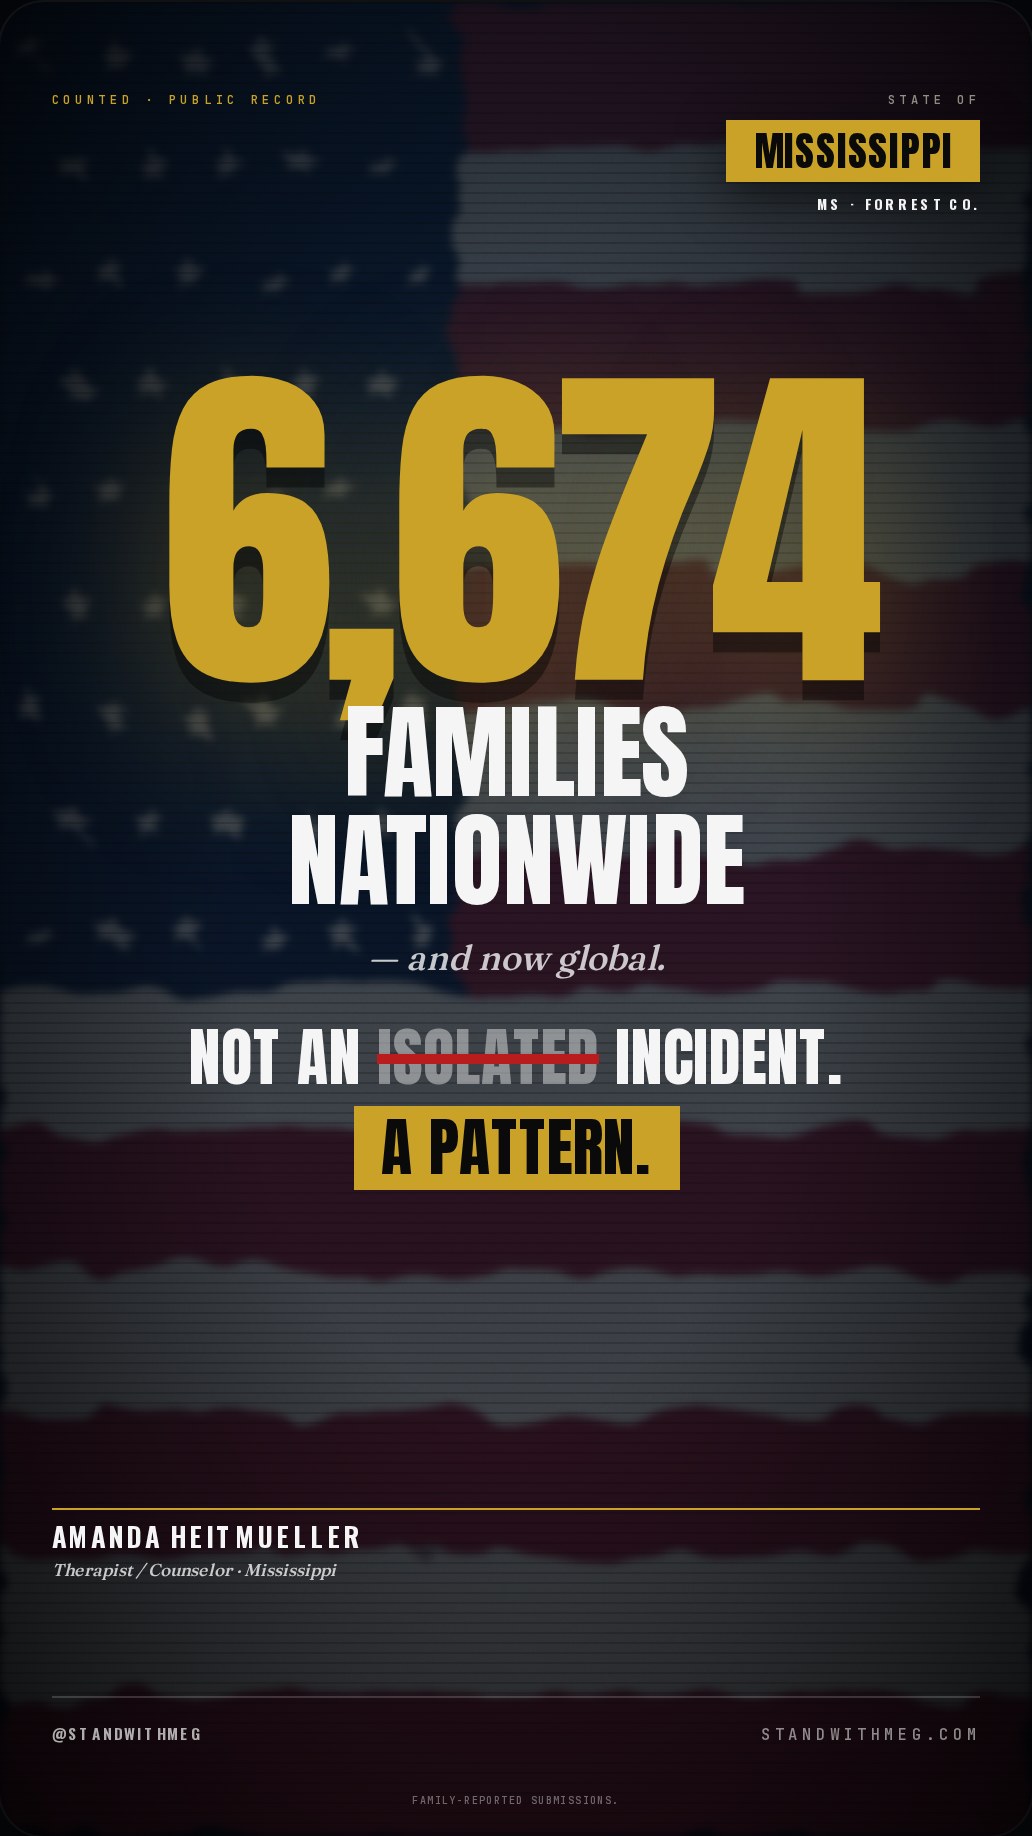 COUNTED · PUBLIC RECORD
STATE OF
MISSISSIPPI
MS · FORREST CO.
6,674
FAMILIES
NATIONWIDE
— and now global.
NOT AN ISOLATED INCIDENT.
A PATTERN.
AMANDA HEITMUELLER
Therapist / Counselor · Mississippi
@STANDWITHMEG
STANDWITHMEG.COM
FAMILY-REPORTED SUBMISSIONS.